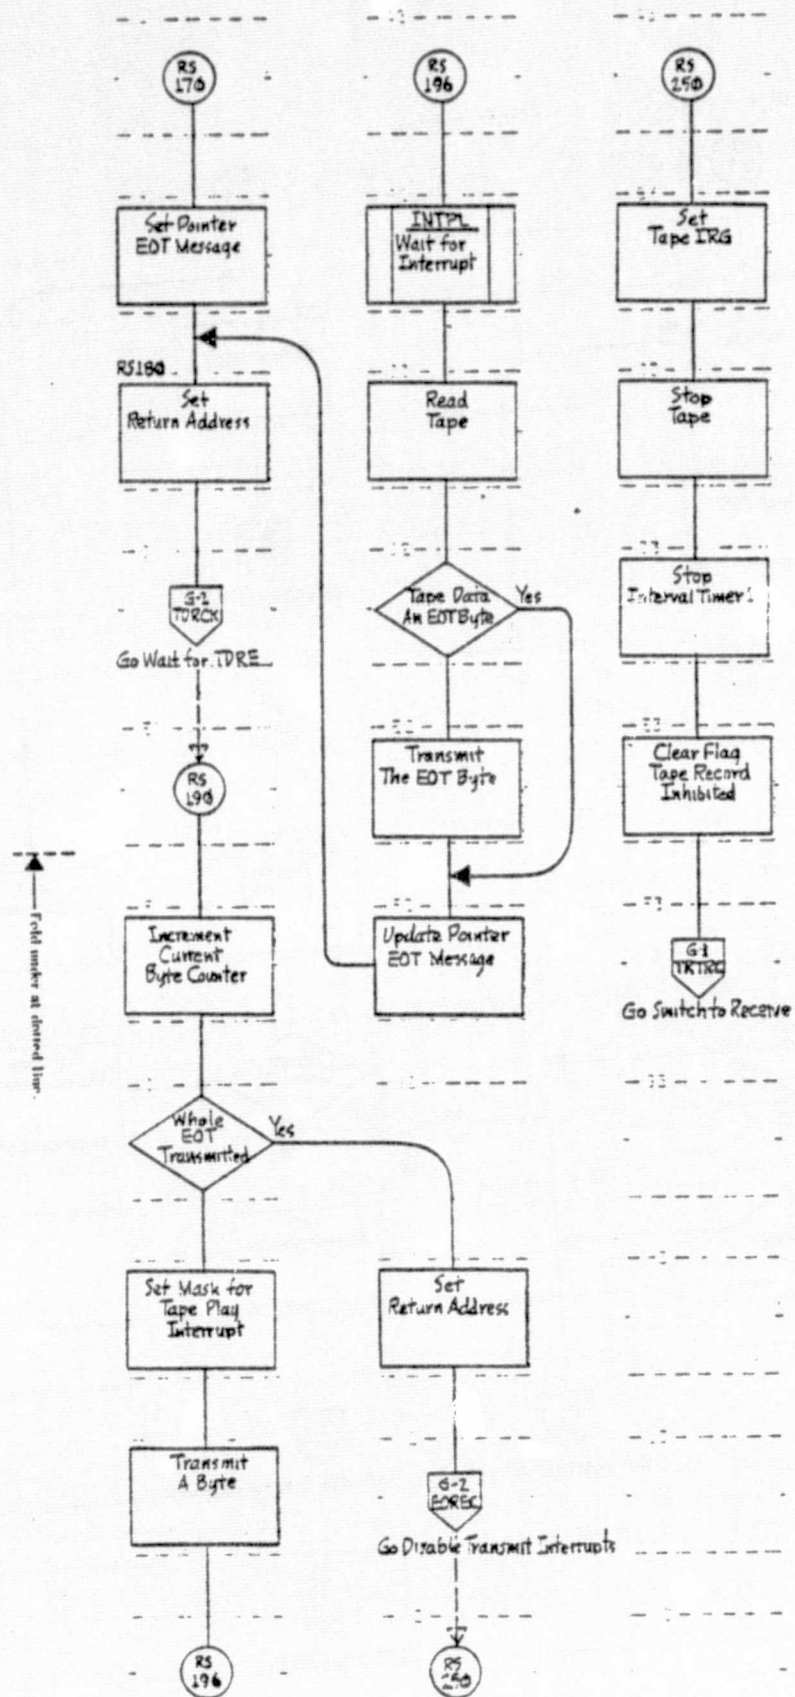 RS
170
Set Pointer
EOT Message
RS180
Set
Return Address
G-2
TDRCK
Go Wait for TDRE
RS
190
Increment
Current
Byte Counter
Whole
EOT
Transmitted
Yes
Set Mask for
Tape Play
Interrupt
Transmit
A Byte
RS
196
RS
196
INTPL
Wait for
Interrupt
Read
Tape
Tape Data
An EOT Byte
Yes
Transmit
The EOT Byte
Update Pointer
EOT Message
Set
Return Address
G-2
EOREC
Go Disable Transmit Interrupts
RS
250
RS
250
Set
Tape IRG
Stop
Tape
Stop
Interval Timer 1
Clear Flag
Tape Record
Inhibited
G-1
Go Switch to Receive
Fold under at dotted line.